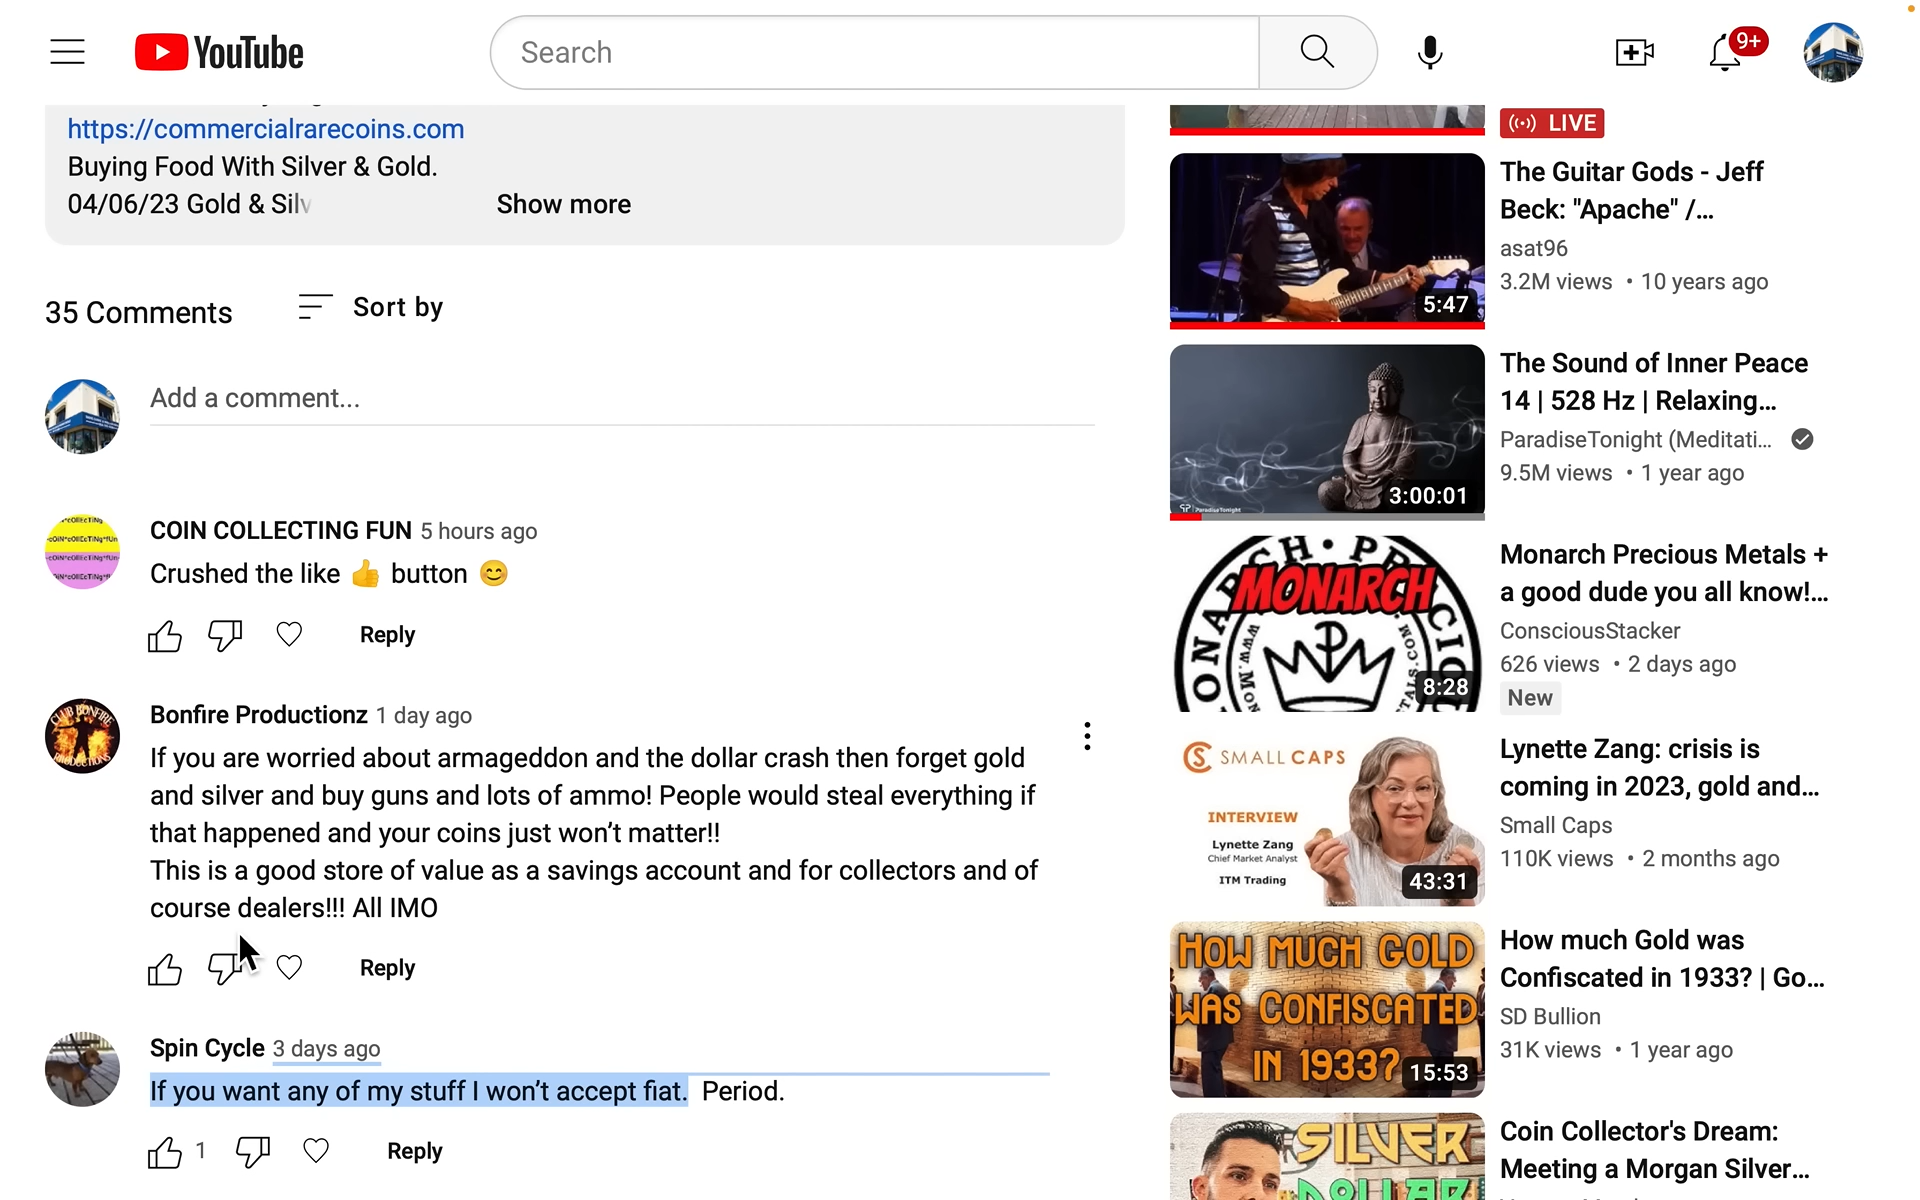 YouTube
Search
9+
https://commercialrarecoins.com
Buying Food With Silver & Gold.
04/06/23 Gold & Silv
Show more
35 Comments
Sort by
Add a comment...
COIN COLLECTING FUN 5 hours ago
Crushed the like 👍 button 😊
Reply
CLUB BONFIRE
PRODUCTIONS
Bonfire Productionz 1 day ago
If you are worried about armageddon and the dollar crash then forget gold
and silver and buy guns and lots of ammo! People would steal everything if
that happened and your coins just won’t matter!!
This is a good store of value as a savings account and for collectors and of
course dealers!!! All IMO
Reply
Spin Cycle 3 days ago
If you want any of my stuff I won’t accept fiat. Period.
1
Reply
LIVE
5:47
The Guitar Gods - Jeff
Beck: "Apache" /...
asat96
3.2M views • 10 years ago
ParadiseTonight
3:00:01
The Sound of Inner Peace
14 | 528 Hz | Relaxing...
ParadiseTonight (Meditati...
9.5M views • 1 year ago
MONARCH
8:28
Monarch Precious Metals +
a good dude you all know!...
ConsciousStacker
626 views • 2 days ago
New
SMALL CAPS
INTERVIEW
Lynette Zang
Chief Market Analyst
ITM Trading
43:31
Lynette Zang: crisis is
coming in 2023, gold and...
Small Caps
110K views • 2 months ago
HOW MUCH GOLD
WAS CONFISCATED
IN 1933?
15:53
How much Gold was
Confiscated in 1933? | Go...
SD Bullion
31K views • 1 year ago
SILVER
DOLLAR
Coin Collector's Dream:
Meeting a Morgan Silver...